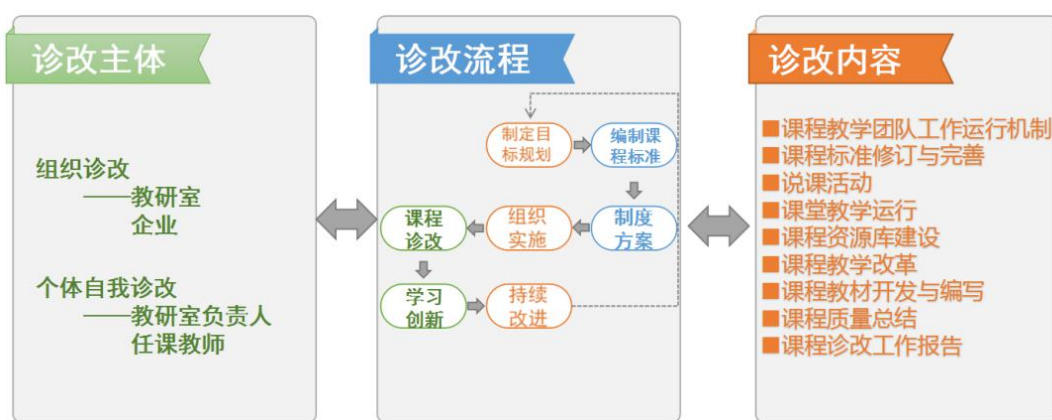 诊改主体
组织诊改
——教研室
企业
个体自我诊改
——教研室负责人
任课教师
诊改流程
制定目
标规划
编制课
程标准
制度
方案
组织
实施
课程
诊改
学习
创新
持续
改进
诊改内容
■课程教学团队工作运行机制
■课程标准修订与完善
■说课活动
■课堂教学运行
■课程资源库建设
■课程教学改革
■课程教材开发与编写
■课程质量总结
■课程诊改工作报告